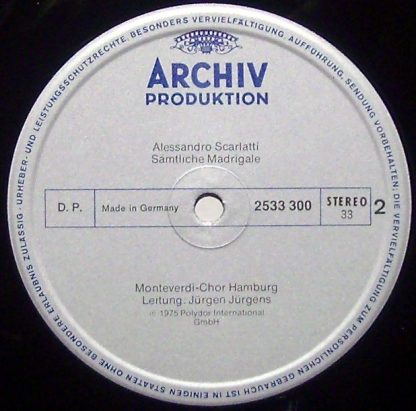 URHEBER- UND LEISTUNGSSCHUTZRECHTE, BESONDERS VERVIELFÄLTIGUNG, AUFFÜHRUNG, SENDUNG VORBEHALTEN; DIE VERVIELFÄLTIGUNG ZUM PERSÖNLICHEN GEBRAUCH IST IN EINIGEN STAATEN OHNE BESONDERE ERLAUBNIS ZULÄSSIG ·
ARCHIV
PRODUKTION
Alessandro Scarlatti
Sämtliche Madrigale
D. P. Made in Germany 2533 300 STEREO 2
33
Monteverdi-Chor Hamburg
Leitung: Jürgen Jürgens
℗ 1975 Polydor International
GmbH